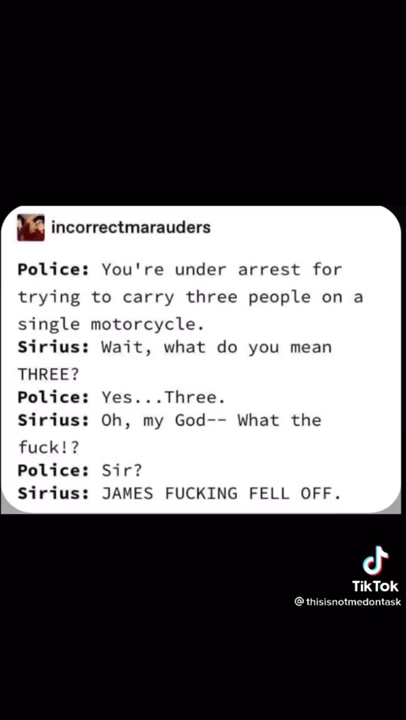 incorrectmarauders
Police: You're under arrest for
trying to carry three people on a
single motorcycle.
Sirius: Wait, what do you mean
THREE?
Police: Yes...Three.
Sirius: Oh, my God-- What the
fuck!?
Police: Sir?
Sirius: JAMES FUCKING FELL OFF.
TikTok
@thisisnotmedontask